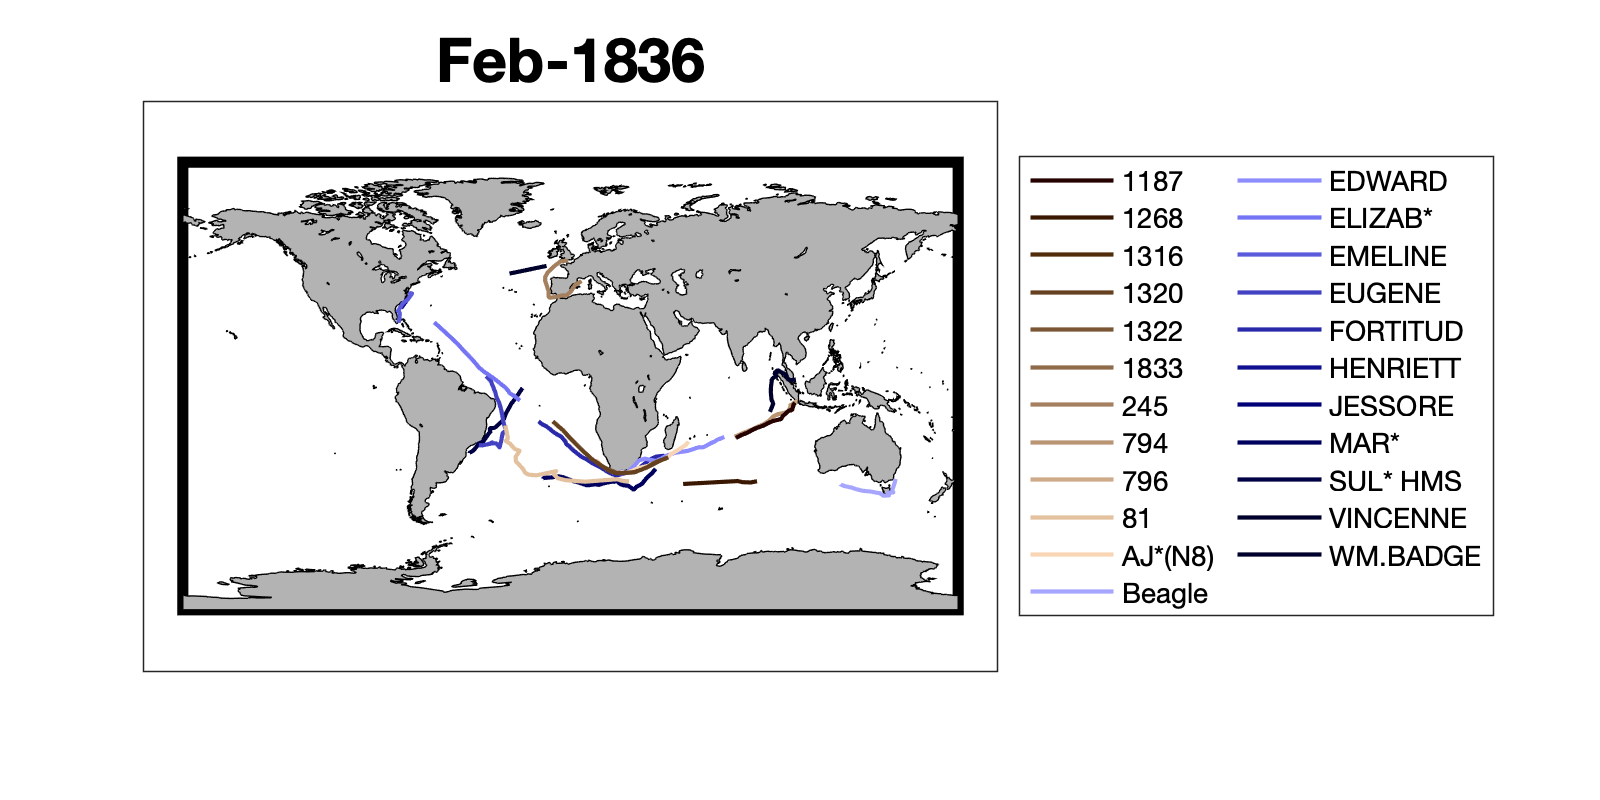 Feb-1836
1187
1268
1316
1320
1322
1833
245
794
796
81
AJ*(N8)
Beagle
EDWARD
ELIZAB*
EMELINE
EUGENE
FORTITUD
HENRIETT
JESSORE
MAR*
SUL* HMS
VINCENNE
WM.BADGE